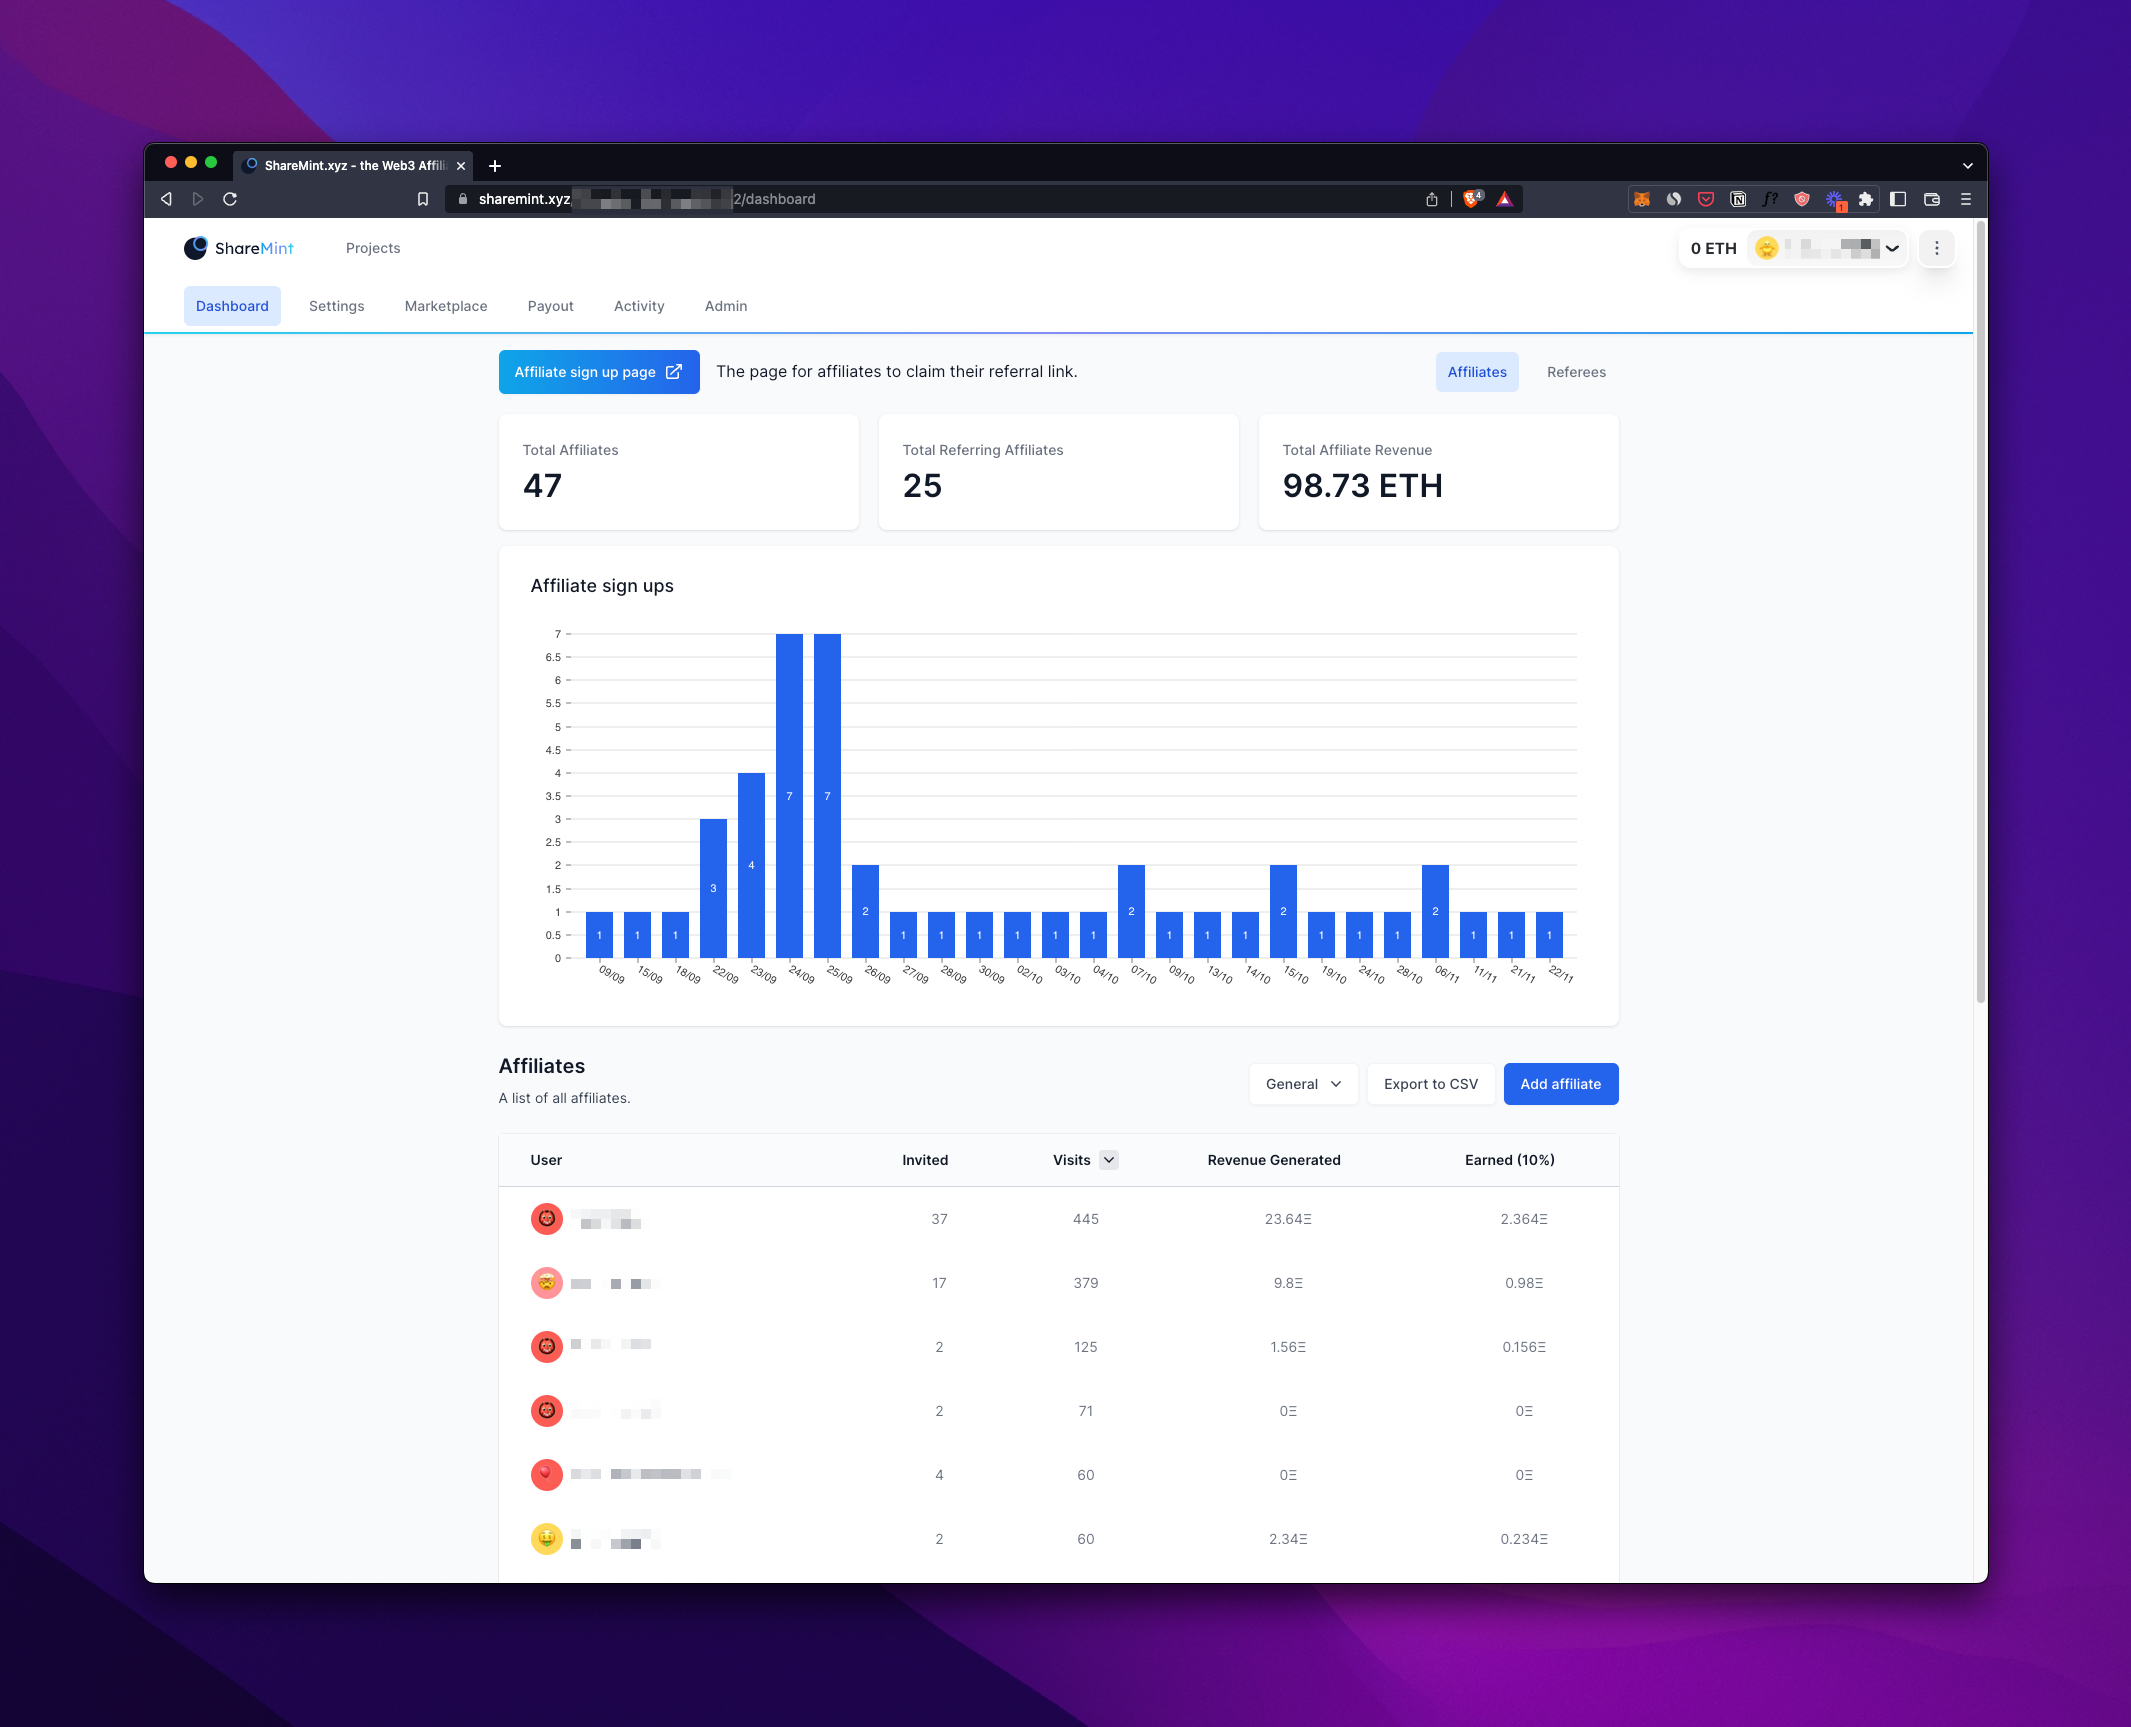 ShareMint.xyz - the Web3 Affili
sharemint.xyz
2/dashboard
4
1
ShareMint
Projects
0 ETH
Dashboard
Settings
Marketplace
Payout
Activity
Admin
Affiliate sign up page
The page for affiliates to claim their referral link.
Affiliates
Referees
Total Affiliates
47
Total Referring Affiliates
25
Total Affiliate Revenue
98.73 ETH
Affiliate sign ups
7
6.5
6
5.5
5
4.5
4
3.5
3
2.5
2
1.5
1
0.5
0
1 1 1 3 4 7 7 2 1 1 1 1 1 1 2 1 1 1 2 1 1 1 2 1 1 1
09/09 15/09 18/09 22/09 23/09 24/09 25/09 26/09 27/09 28/09 30/09 02/10 03/10 04/10 07/10 09/10 13/10 14/10 15/10 19/10 24/10 28/10 06/11 11/11 21/11 22/11
Affiliates
A list of all affiliates.
General
Export to CSV
Add affiliate
User Invited Visits Revenue Generated Earned (10%)
37 445 23.64Ξ 2.364Ξ
17 379 9.8Ξ 0.98Ξ
2 125 1.56Ξ 0.156Ξ
2 71 0Ξ 0Ξ
4 60 0Ξ 0Ξ
2 60 2.34Ξ 0.234Ξ